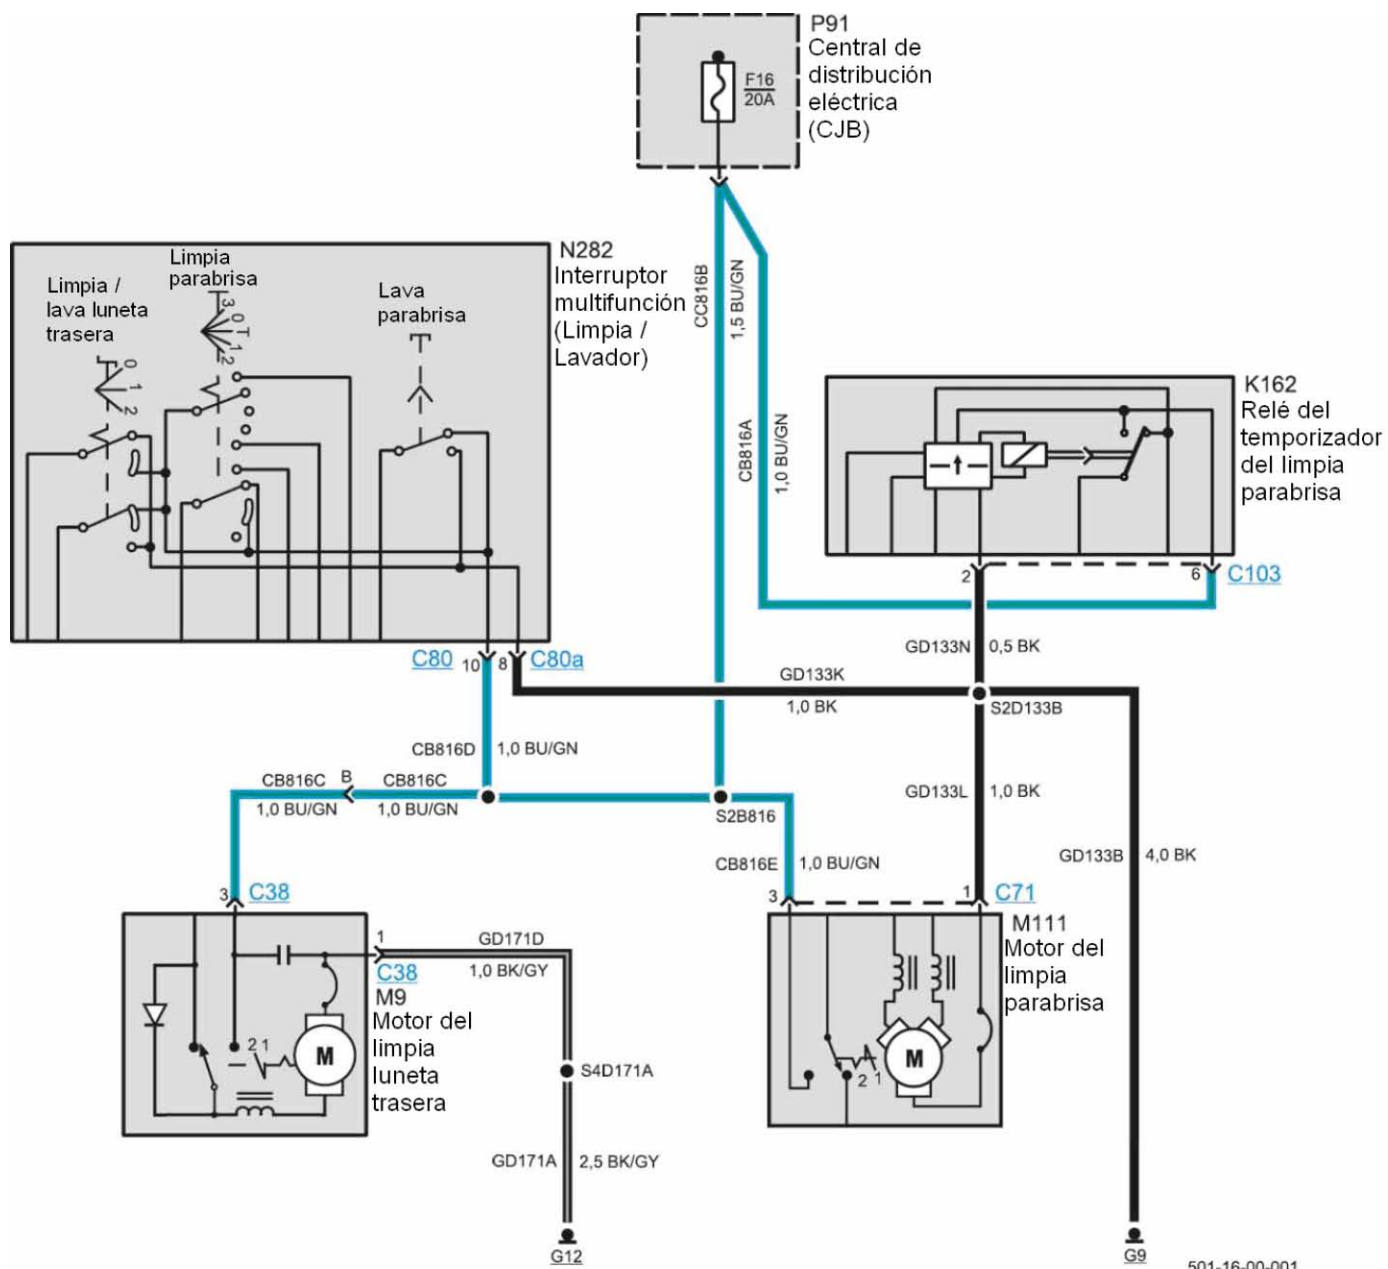 P91
Central de
distribución
eléctrica
(CJB)
F16
20A
N282
Interruptor
multifunción
(Limpia /
Lavador)
Limpia
parabrisa
Limpia /
lava luneta
trasera
Lava
parabrisa
3
0
T
1
2
0
1
2
CC816B
1,5 BU/GN
CB816A
1,0 BU/GN
K162
Relé del
temporizador
del limpia
parabrisa
2
6
C103
C80
10
8
C80a
GD133N
0,5 BK
GD133K
1,0 BK
S2D133B
CB816D
1,0 BU/GN
CB816C
B
CB816C
1,0 BU/GN
1,0 BU/GN
S2B816
GD133L
1,0 BK
CB816E
1,0 BU/GN
GD133B
4,0 BK
3
C38
3
1
C71
M111
Motor del
limpia
parabrisa
1
C38
GD171D
1,0 BK/GY
M9
Motor del
limpia
luneta
trasera
2 1
M
M
2 1
S4D171A
GD171A
2,5 BK/GY
G12
G9
501-16-00-001